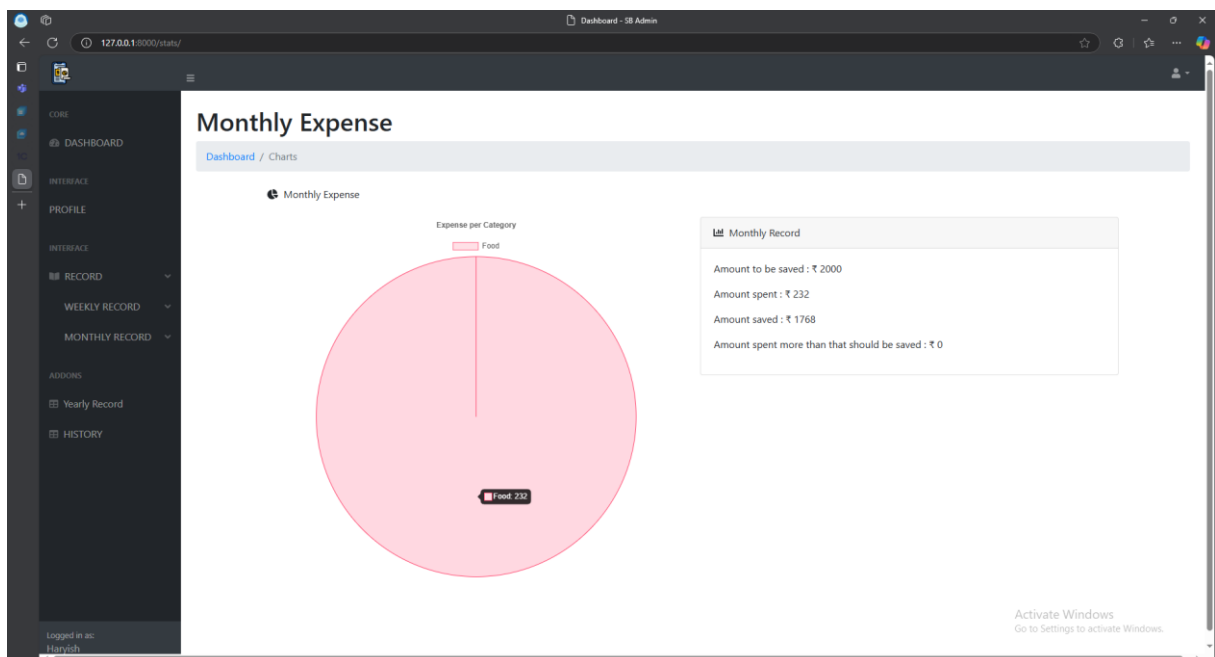 Dashboard - SB Admin
127.0.0.1:8000/stats/
CORE
DASHBOARD
INTERFACE
PROFILE
INTERFACE
RECORD
WEEKLY RECORD
MONTHLY RECORD
ADDONS
Yearly Record
HISTORY
Logged in as:
Haryish
Monthly Expense
Dashboard / Charts
Monthly Expense
Expense per Category
Food
Food: 232
Monthly Record
Amount to be saved : ₹ 2000
Amount spent : ₹ 232
Amount saved : ₹ 1768
Amount spent more than that should be saved : ₹ 0
Activate Windows
Go to Settings to activate Windows.